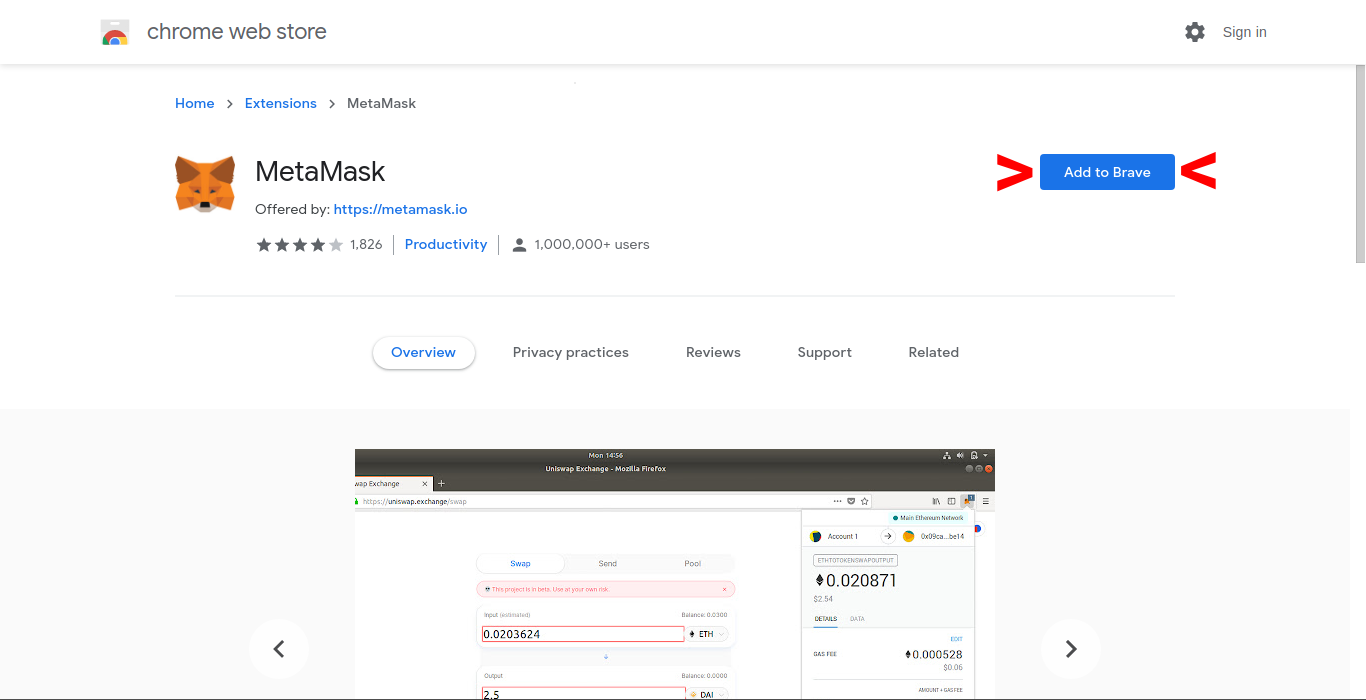 chrome web store
Sign in
Home > Extensions > MetaMask
MetaMask
> Add to Brave <
Offered by: https://metamask.io
1,826 Productivity 1,000,000+ users
Overview Privacy practices Reviews Support Related
Mon 14:56
Uniswap Exchange - Mozilla Firefox
wap Exchange × +
https://uniswap.exchange/swap
Main Ethereum Network
Account 1 0x09ca...be14
ETHTOTOKENSWAPOUTPUT
0.020871
$2.54
DETAILS DATA
EDIT
GAS FEE 0.000528
$0.06
AMOUNT + GAS FEE
Swap Send Pool
This project is in beta. Use at your own risk. ×
Input (estimated) Balance: 0.0300
0.0203624 ETH
Output Balance: 0.0000
2.5 DAI